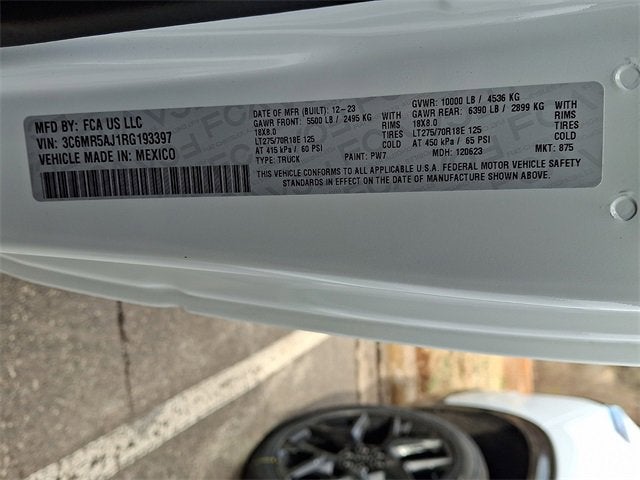 MFD BY: FCA US LLC
VIN: 3C6MR5AJ1RG193397
VEHICLE MADE IN: MEXICO
DATE OF MFR (BUILT): 12-23
GAWR FRONT: 5500 LB / 2495 KG WITH
18X8.0 RIMS
LT275/70R18E 125 TIRES
AT 415 kPa / 60 PSI COLD
TYPE: TRUCK PAINT: PW7
GVWR: 10000 LB / 4536 KG
GAWR REAR: 6390 LB / 2899 KG WITH
18X8.0 RIMS
LT275/70R18E 125 TIRES
AT 450 kPa / 65 PSI COLD
MDH: 120623 MKT: 875
THIS VEHICLE CONFORMS TO ALL APPLICABLE U.S.A. FEDERAL MOTOR VEHICLE SAFETY
STANDARDS IN EFFECT ON THE DATE OF MANUFACTURE SHOWN ABOVE.